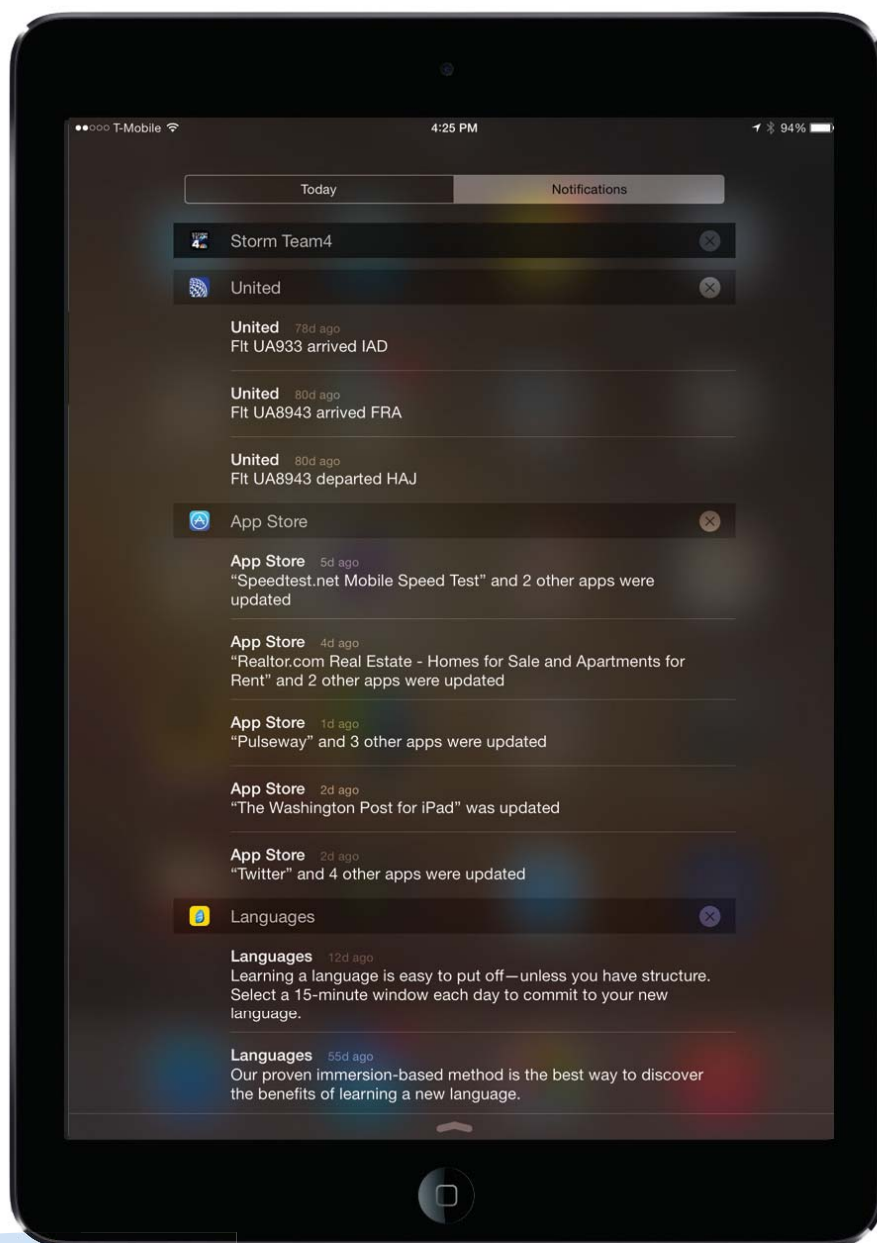 T-Mobile
4:25 PM
94%
Today
Notifications
Storm Team4
United
United 78d ago
Flt UA933 arrived IAD
United 80d ago
Flt UA8943 arrived FRA
United 80d ago
Flt UA8943 departed HAJ
App Store
App Store 5d ago
“Speedtest.net Mobile Speed Test” and 2 other apps were
updated
App Store 4d ago
“Realtor.com Real Estate - Homes for Sale and Apartments for
Rent” and 2 other apps were updated
App Store 1d ago
“Pulseway” and 3 other apps were updated
App Store 2d ago
“The Washington Post for iPad” was updated
App Store 2d ago
“Twitter” and 4 other apps were updated
Languages
Languages 12d ago
Learning a language is easy to put off—unless you have structure.
Select a 15-minute window each day to commit to your new
language.
Languages 55d ago
Our proven immersion-based method is the best way to discover
the benefits of learning a new language.